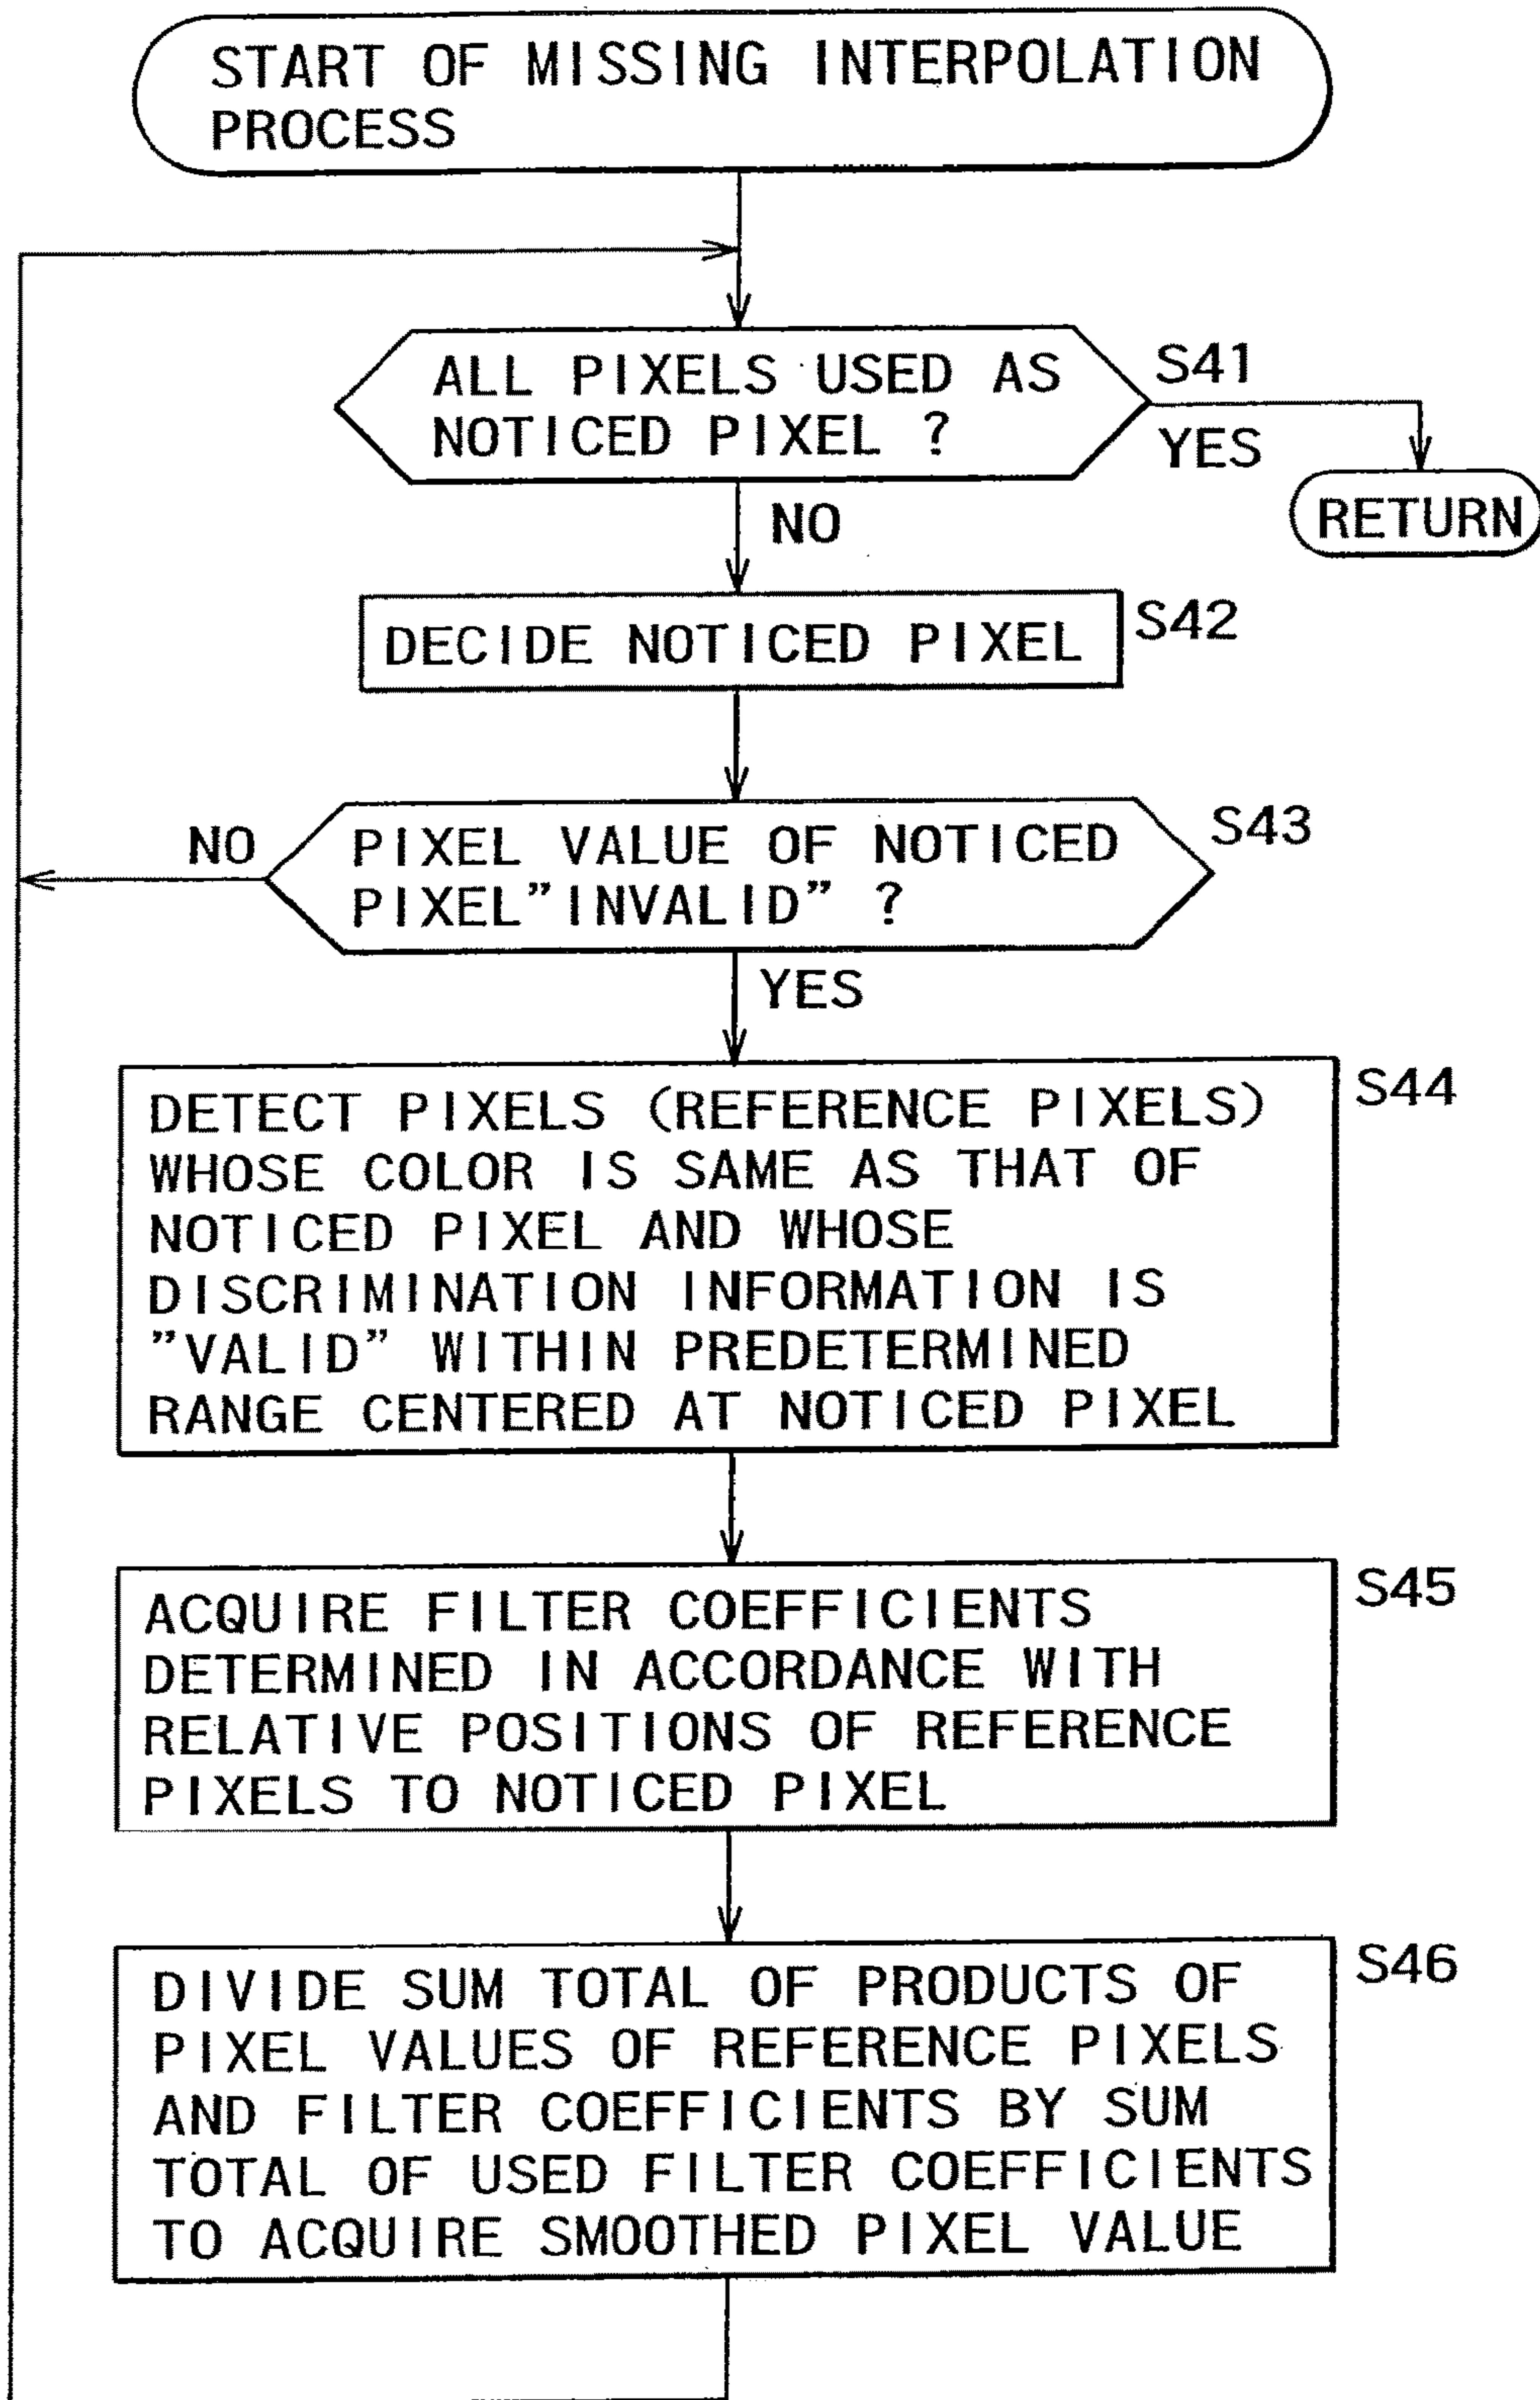 START OF MISSING INTERPOLATION
PROCESS
ALL PIXELS USED AS
NOTICED PIXEL ?
S41
YES
RETURN
NO
DECIDE NOTICED PIXEL
S42
NO
PIXEL VALUE OF NOTICED
PIXEL"INVALID" ?
S43
YES
DETECT PIXELS (REFERENCE PIXELS)
WHOSE COLOR IS SAME AS THAT OF
NOTICED PIXEL AND WHOSE
DISCRIMINATION INFORMATION IS
"VALID" WITHIN PREDETERMINED
RANGE CENTERED AT NOTICED PIXEL
S44
ACQUIRE FILTER COEFFICIENTS
DETERMINED IN ACCORDANCE WITH
RELATIVE POSITIONS OF REFERENCE
PIXELS TO NOTICED PIXEL
S45
DIVIDE SUM TOTAL OF PRODUCTS OF
PIXEL VALUES OF REFERENCE PIXELS
AND FILTER COEFFICIENTS BY SUM
TOTAL OF USED FILTER COEFFICIENTS
TO ACQUIRE SMOOTHED PIXEL VALUE
S46